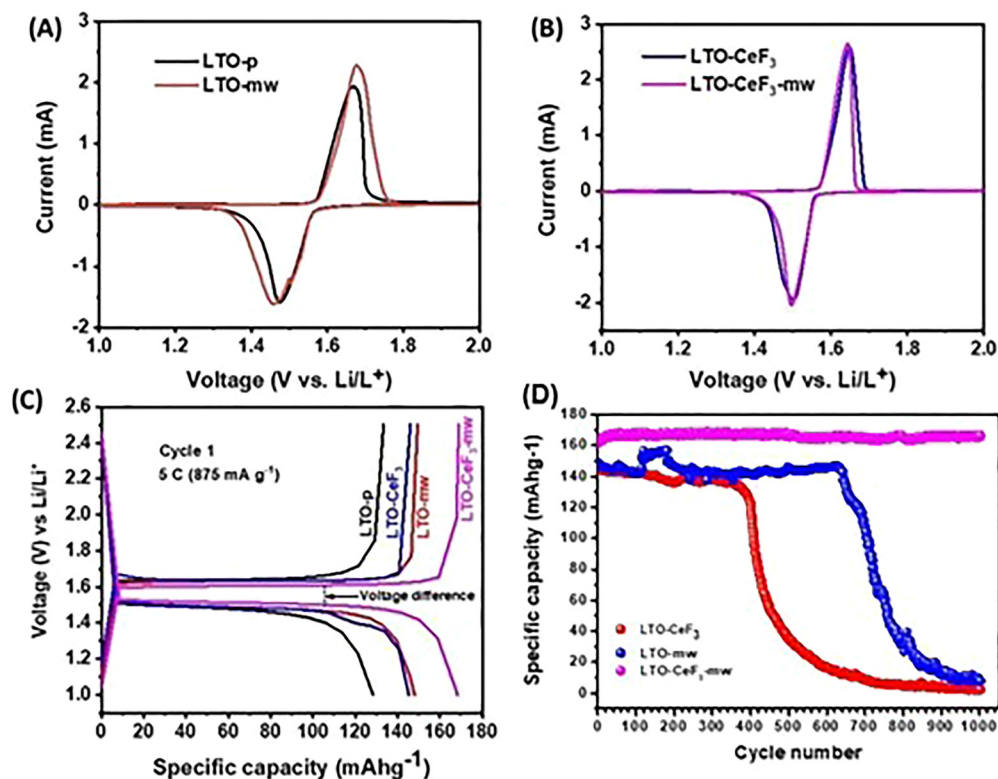 (A)
LTO-p
LTO-mw
3
2
1
0
-1
-2
Current (mA)
1.0 1.2 1.4 1.6 1.8 2.0
Voltage (V vs. Li/L⁺)
(B)
LTO-CeF₃
LTO-CeF₃-mw
3
2
1
0
-1
-2
Current (mA)
1.0 1.2 1.4 1.6 1.8 2.0
Voltage (V vs. Li/L⁺)
(C)
Cycle 1
5 C (875 mA g⁻¹)
LTO-p
LTO-CeF₃
LTO-mw
LTO-CeF₃-mw
Voltage difference
2.6
2.4
2.2
2.0
1.8
1.6
1.4
1.2
1.0
Voltage (V) vs Li/Li⁺
0 20 40 60 80 100 120 140 160 180
Specific capacity (mAhg⁻¹)
(D)
180
160
140
120
100
80
60
40
20
0
Specific capacity (mAhg-1)
LTO-CeF₃
LTO-mw
LTO-CeF₃-mw
0 100 200 300 400 500 600 700 800 900 1000
Cycle number